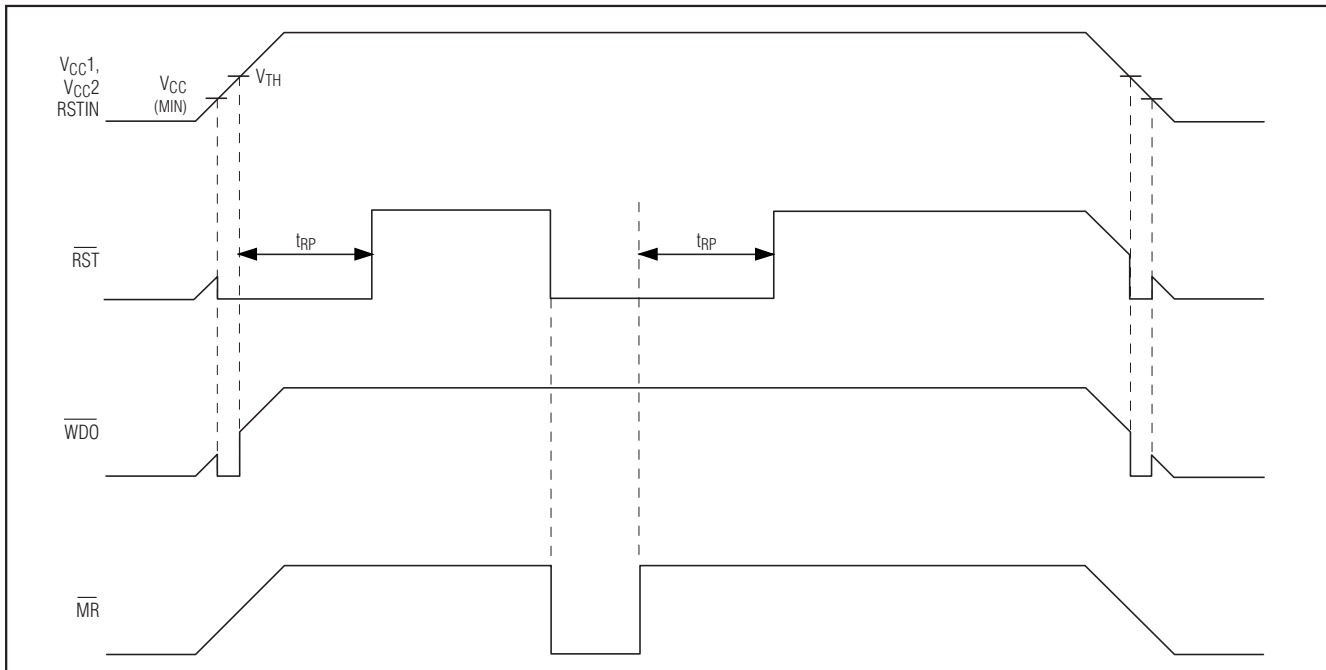 VCC1,
VCC2
RSTIN
VCC
(MIN)
VTH
RST
tRP
tRP
WDO
MR